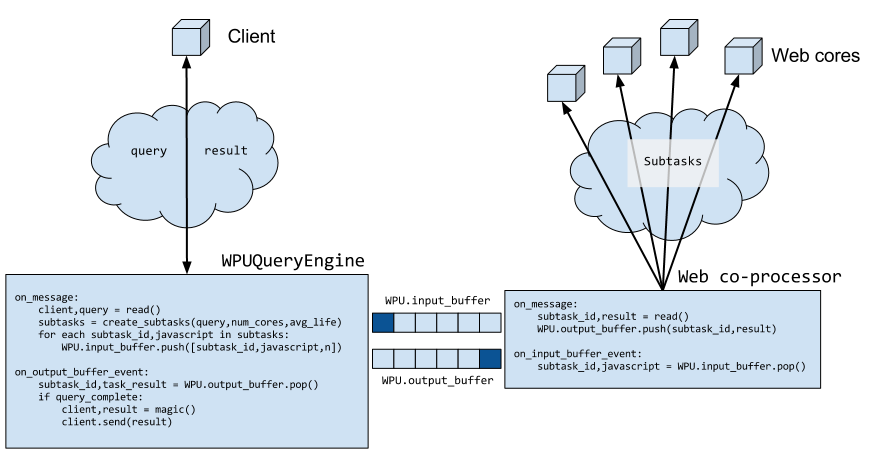 Client
Web cores
query result
Subtasks
WPUQueryEngine
Web co-processor
on_message:
client,query = read()
subtasks = create_subtasks(query,num_cores,avg_life)
for each subtask_id,javascript in subtasks:
WPU.input_buffer.push([subtask_id,javascript,n])
on_output_buffer_event:
subtask_id,task_result = WPU.output_buffer.pop()
if query_complete:
client,result = magic()
client.send(result)
WPU.input_buffer
WPU.output_buffer
on_message:
subtask_id,result = read()
WPU.output_buffer.push(subtask_id,result)
on_input_buffer_event:
subtask_id,javascript = WPU.input_buffer.pop()